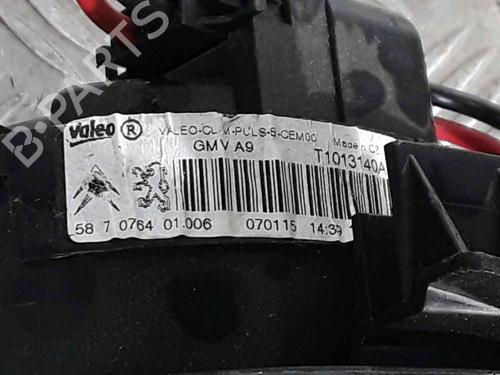 Valeo ® VALEO-CLIM-PULS-S-CEM00 Made in CZ
GMV A9 T1013140A
58 7 0764 01.006 070115 14:39
B-PARTS